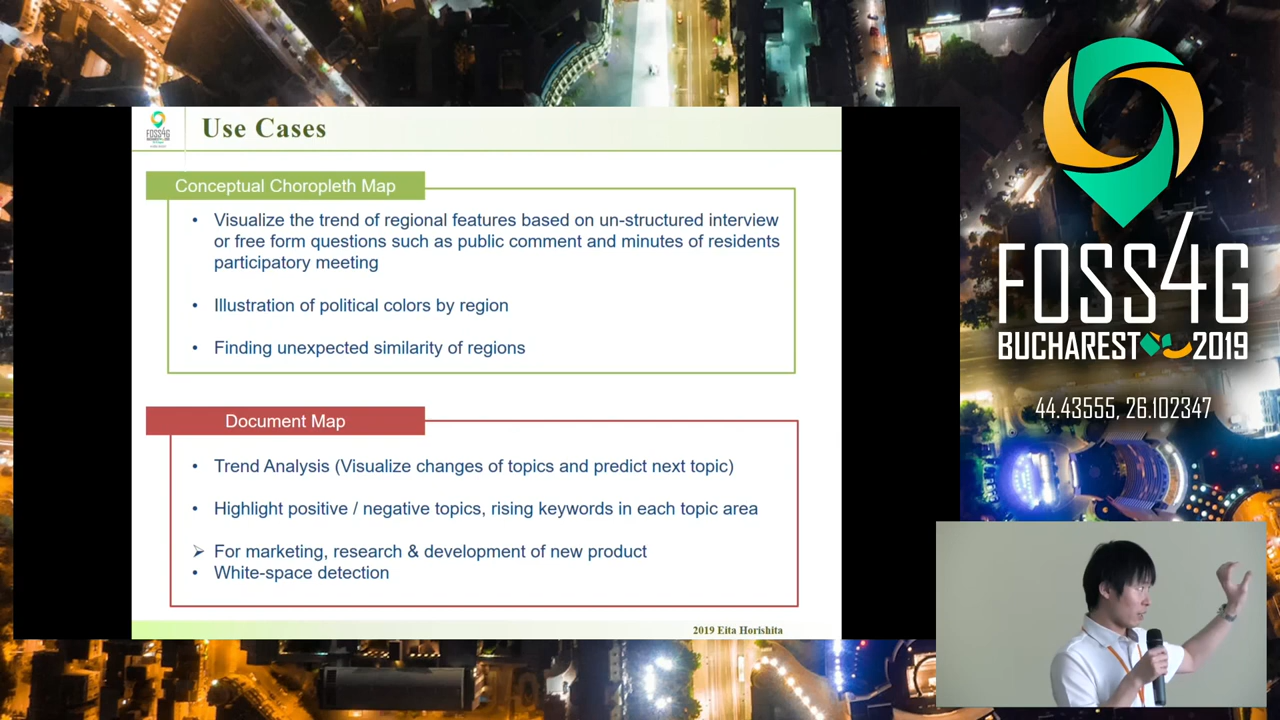 Use Cases
Conceptual Choropleth Map
• Visualize the trend of regional features based on un-structured interview
or free form questions such as public comment and minutes of residents
participatory meeting
• Illustration of political colors by region
• Finding unexpected similarity of regions
Document Map
• Trend Analysis (Visualize changes of topics and predict next topic)
• Highlight positive / negative topics, rising keywords in each topic area
➢ For marketing, research & development of new product
• White-space detection
2019 Eita Horishita
FOSS4G
FOSS4G
BUCHAREST 2019
44.43555, 26.102347